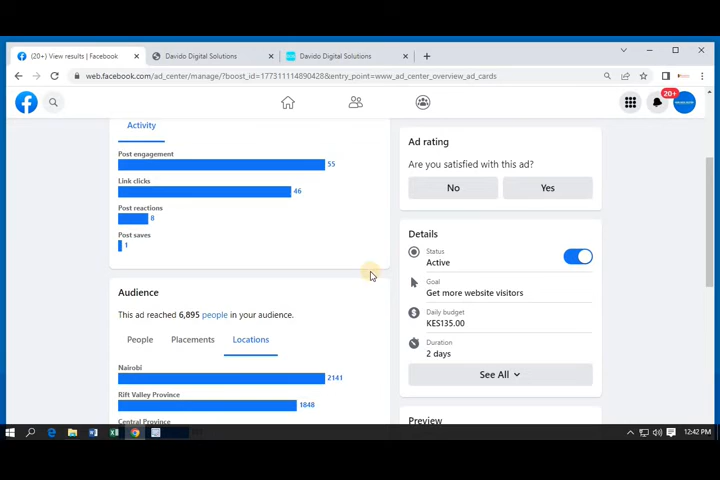 (20+) View results | Facebook
Davido Digital Solutions
Davido Digital Solutions
web.facebook.com/ad_center/manage/?boost_id=177311114890428&entry_point=www_ad_center_overview_ad_cards
20+
Activity
Post engagement
55
Link clicks
46
Post reactions
8
Post saves
1
Audience
This ad reached 6,895 people in your audience.
People Placements Locations
Nairobi
2141
Rift Valley Province
1848
Central Province
Ad rating
Are you satisfied with this ad?
No Yes
Details
Status
Active
Goal
Get more website visitors
Daily budget
KES135.00
Duration
2 days
See All
Preview
12:42 PM